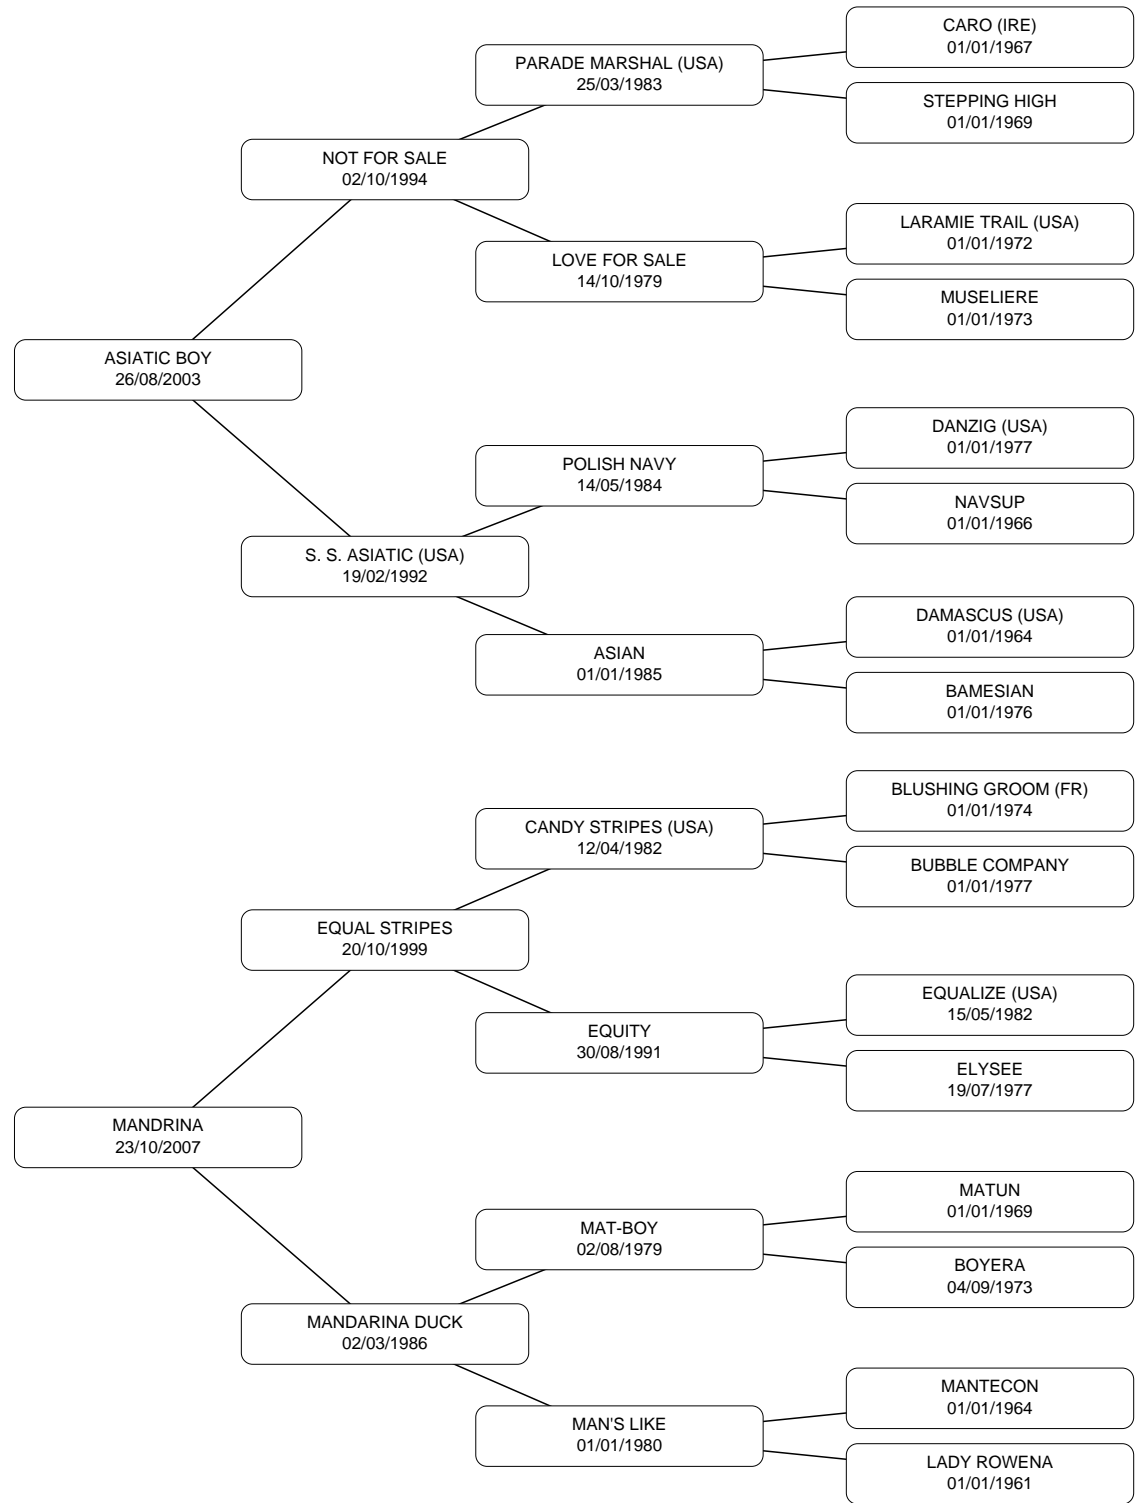 CARO (IRE)
01/01/1967
PARADE MARSHAL (USA)
25/03/1983
STEPPING HIGH
01/01/1969
NOT FOR SALE
02/10/1994
LARAMIE TRAIL (USA)
01/01/1972
LOVE FOR SALE
14/10/1979
MUSELIERE
01/01/1973
ASIATIC BOY
26/08/2003
DANZIG (USA)
01/01/1977
POLISH NAVY
14/05/1984
NAVSUP
01/01/1966
S. S. ASIATIC (USA)
19/02/1992
DAMASCUS (USA)
01/01/1964
ASIAN
01/01/1985
BAMESIAN
01/01/1976
BLUSHING GROOM (FR)
01/01/1974
CANDY STRIPES (USA)
12/04/1982
BUBBLE COMPANY
01/01/1977
EQUAL STRIPES
20/10/1999
EQUALIZE (USA)
15/05/1982
EQUITY
30/08/1991
ELYSEE
19/07/1977
MANDRINA
23/10/2007
MATUN
01/01/1969
MAT-BOY
02/08/1979
BOYERA
04/09/1973
MANDARINA DUCK
02/03/1986
MANTECON
01/01/1964
MAN'S LIKE
01/01/1980
LADY ROWENA
01/01/1961